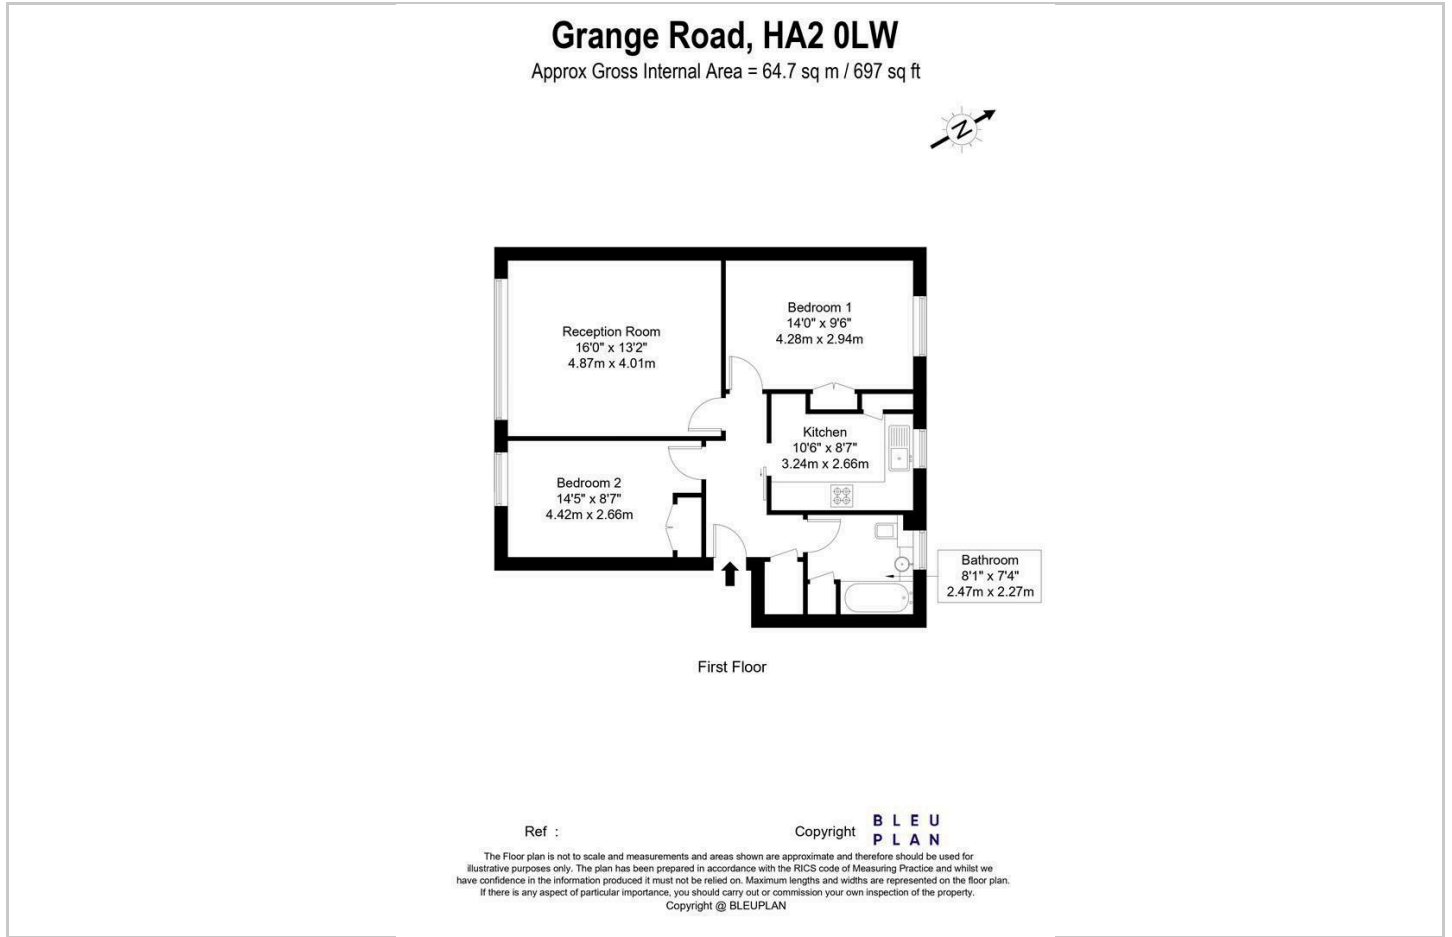 Grange Road, HA2 0LW
Approx Gross Internal Area = 64.7 sq m / 697 sq ft
N
Reception Room
16'0" x 13'2"
4.87m x 4.01m
Bedroom 1
14'0" x 9'6"
4.28m x 2.94m
Kitchen
10'6" x 8'7"
3.24m x 2.66m
Bedroom 2
14'5" x 8'7"
4.42m x 2.66m
Bathroom
8'1" x 7'4"
2.47m x 2.27m
First Floor
Ref :
Copyright
BLEU
PLAN
The Floor plan is not to scale and measurements and areas shown are approximate and therefore should be used for
illustrative purposes only. The plan has been prepared in accordance with the RICS code of Measuring Practice and whilst we
have confidence in the information produced it must not be relied on. Maximum lengths and widths are represented on the floor plan.
If there is any aspect of particular importance, you should carry out or commission your own inspection of the property.
Copyright @ BLEUPLAN